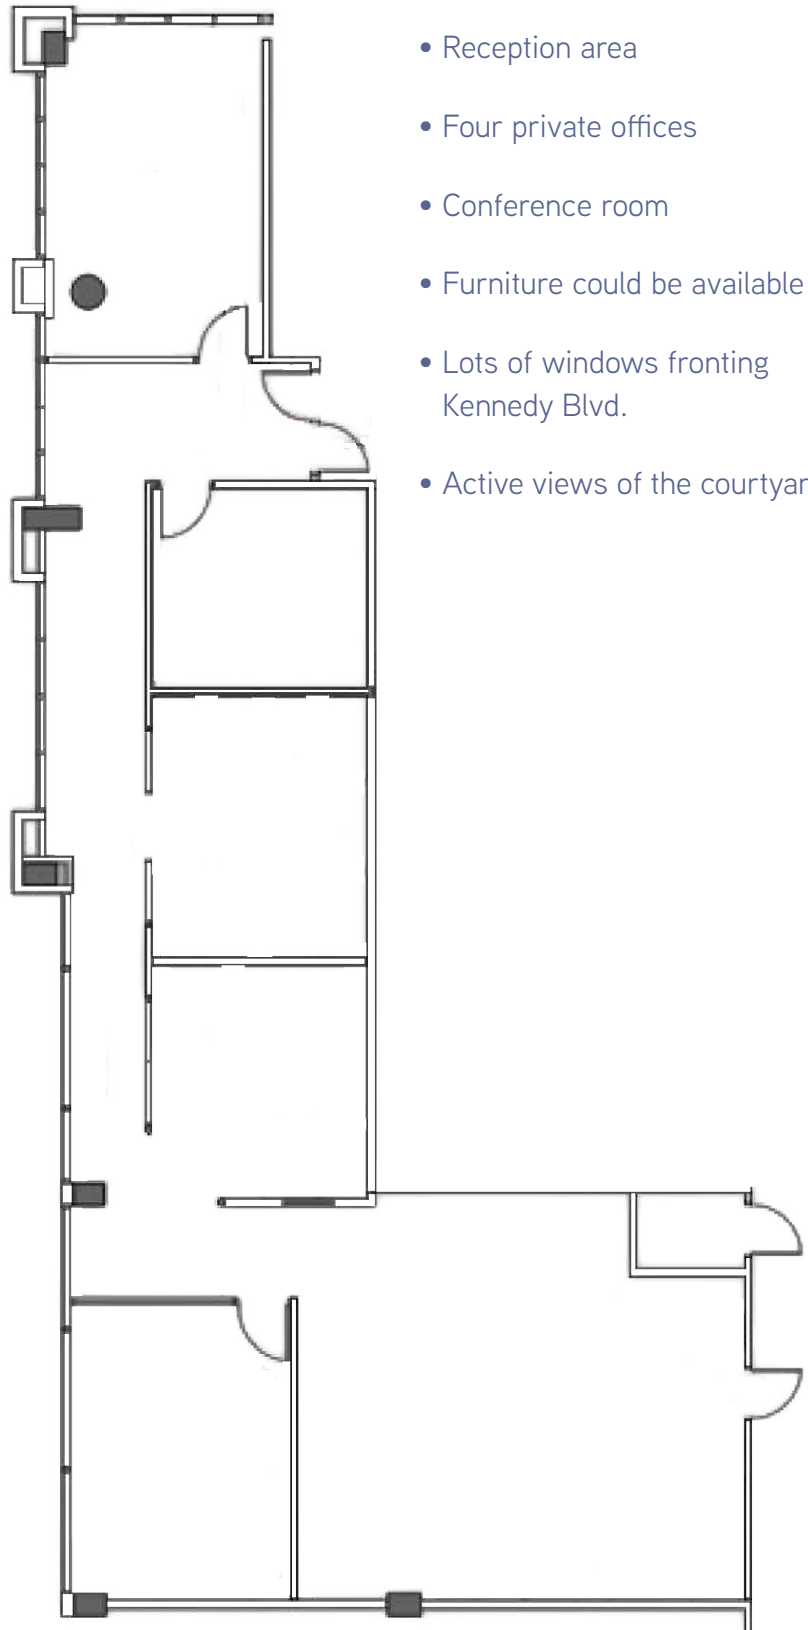 • Reception area
• Four private offices
• Conference room
• Furniture could be available
• Lots of windows fronting
Kennedy Blvd.
• Active views of the courtyar